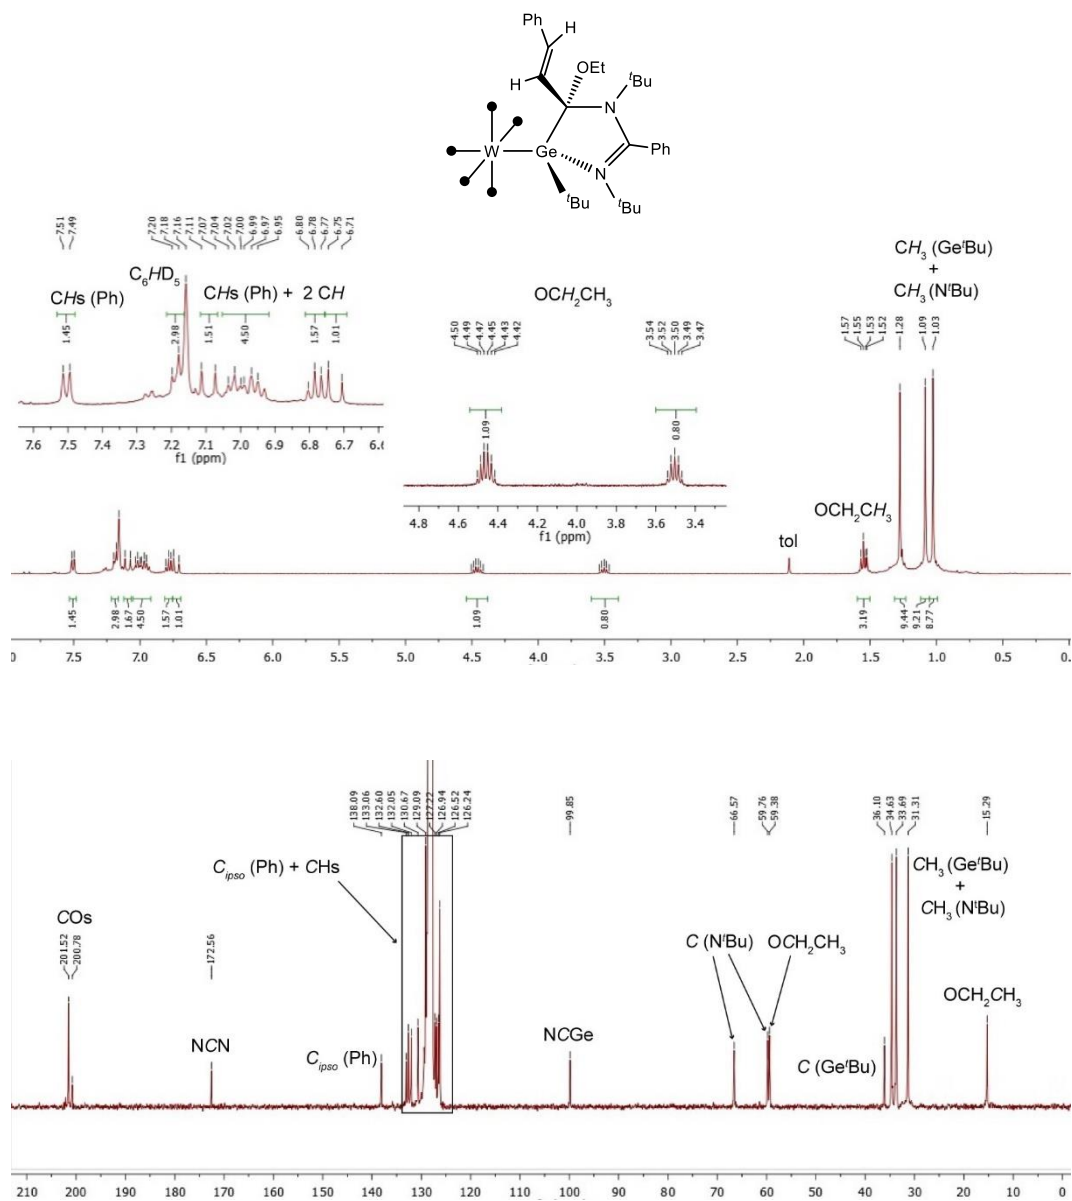 Ph
H
H
OEt
ᵗBu
N
W
Ge
Ph
N
ᵗBu
ᵗBu
7.51
7.49
7.20
7.18
7.16
7.11
7.07
7.04
7.02
7.00
6.99
6.97
6.95
6.80
6.78
6.77
6.75
6.71
C₆HD₅
CHs (Ph)
CHs (Ph) + 2 CH
1.45
2.98
1.51
4.50
1.57
1.01
7.6 7.5 7.4 7.3 7.2 7.1 7.0 6.9 6.8 6.7 6.6
f1 (ppm)
OCH₂CH₃
4.50
4.49
4.47
4.45
4.43
4.42
3.54
3.52
3.50
3.49
3.47
1.09
0.80
4.8 4.6 4.4 4.2 4.0 3.8 3.6 3.4
f1 (ppm)
CH₃ (GeᵗBu)
+
CH₃ (NᵗBu)
1.57
1.55
1.53
1.52
1.28
1.09
1.03
OCH₂CH₃
tol
1.45
2.98
1.67
4.50
1.57
1.01
1.09
0.80
3.19
9.44
9.21
8.77
0 7.5 7.0 6.5 6.0 5.5 5.0 4.5 4.0 3.5 3.0 2.5 2.0 1.5 1.0 0.5 0.
138.09
133.06
132.60
132.05
130.67
129.09
127.22
126.94
126.52
126.24
99.85
66.57
59.76
59.38
36.10
34.63
33.69
31.31
15.29
C_ipso (Ph) + CHs
COs
201.52
200.78
172.56
NCN
C_ipso (Ph)
NCGe
C (NᵗBu)
OCH₂CH₃
C (GeᵗBu)
CH₃ (GeᵗBu)
+
CH₃ (NᵗBu)
OCH₂CH₃
210 200 190 180 170 160 150 140 130 120 110 100 90 80 70 60 50 40 30 20 10 0